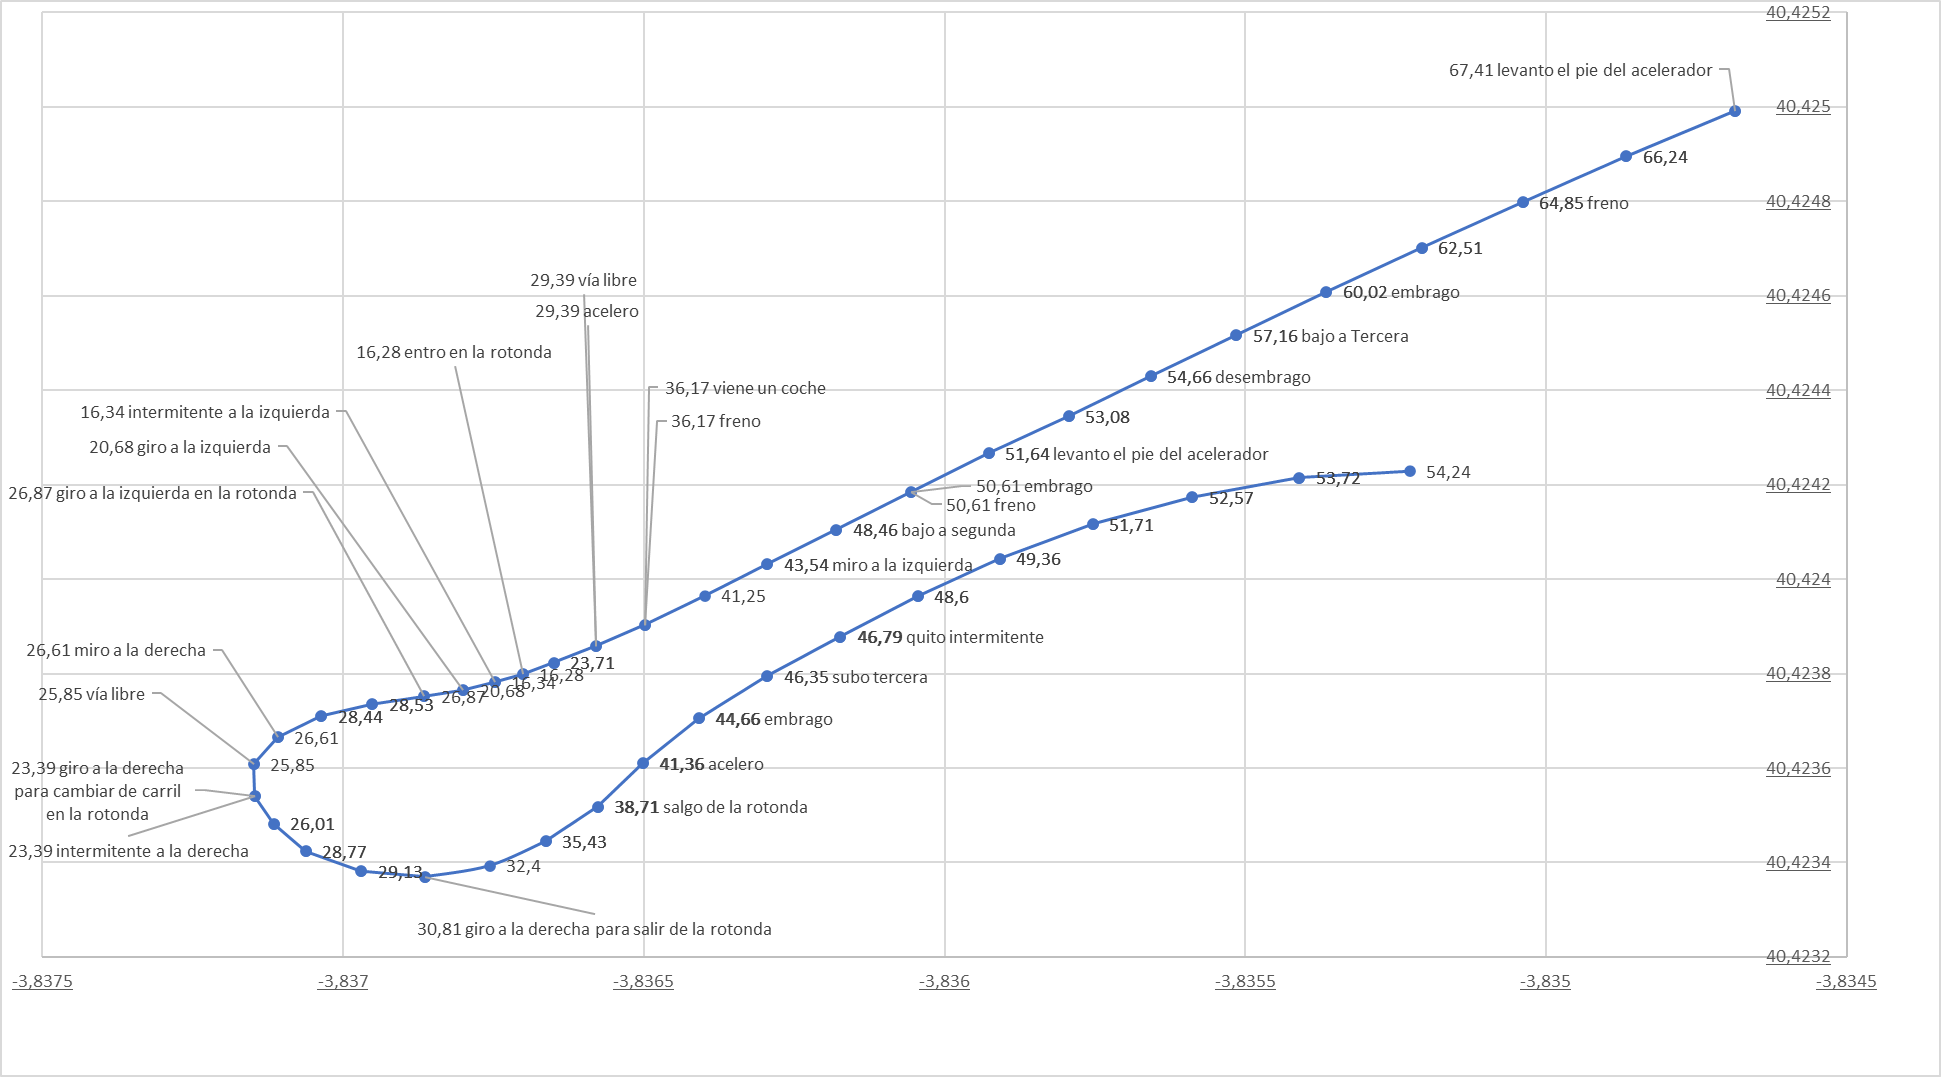 40,4252
67,41 levanto el pie del acelerador
40,425
66,24
40,4248
64,85 freno
62,51
29,39 vía libre
60,02 embrago
40,4246
29,39 acelero
57,16 bajo a Tercera
16,28 entro en la rotonda
54,66 desembrago
36,17 viene un coche
40,4244
16,34 intermitente a la izquierda
53,08
36,17 freno
20,68 giro a la izquierda
51,64 levanto el pie del acelerador
54,24
53,72
50,61 embrago
40,4242
26,87 giro a la izquierda en la rotonda
52,57
50,61 freno
51,71
48,46 bajo a segunda
49,36
43,54 miro a la izquierda
40,424
41,25
48,6
46,79 quito intermitente
26,61 miro a la derecha
23,71
16,28
40,4238
46,35 subo tercera
16,34
20,68
26,87
25,85 vía libre
28,53
28,44
44,66 embrago
26,61
25,85
41,36 acelero
40,4236
23,39 giro a la derecha
para cambiar de carril
en la rotonda
38,71 salgo de la rotonda
26,01
35,43
23,39 intermitente a la derecha
28,77
40,4234
32,4
29,13
30,81 giro a la derecha para salir de la rotonda
40,4232
-3,8375
-3,837
-3,8365
-3,836
-3,8355
-3,835
-3,8345